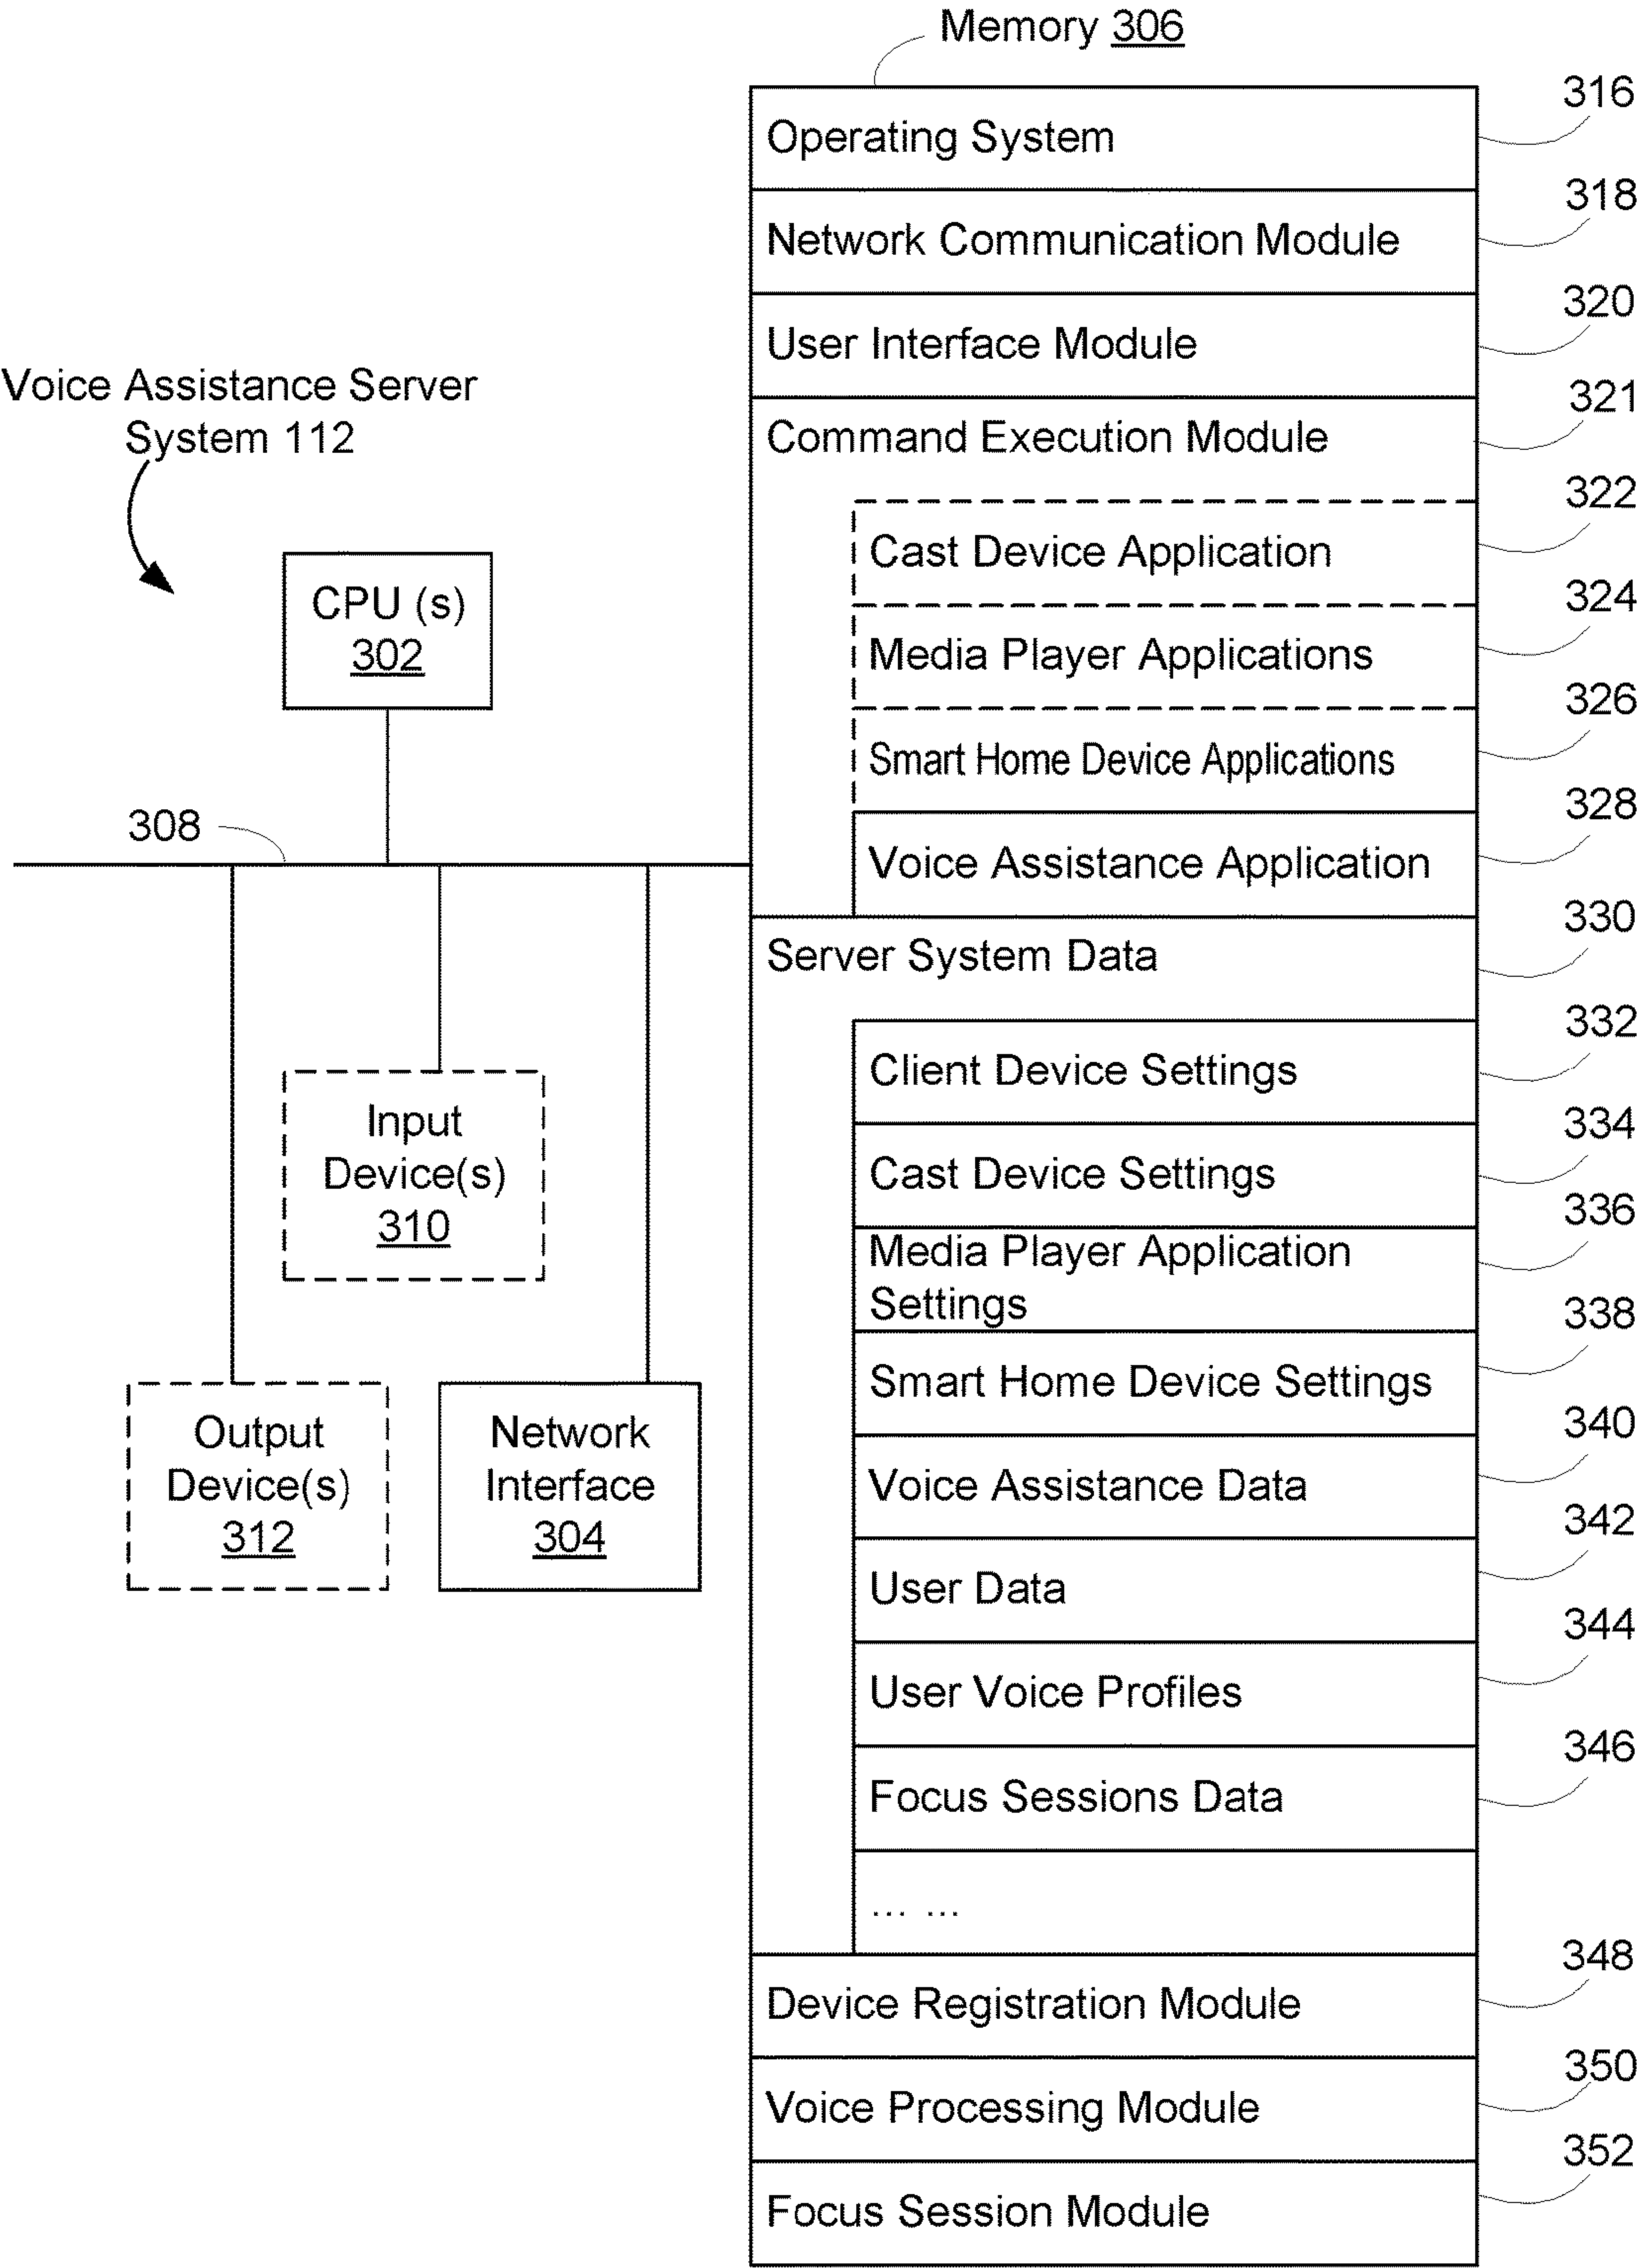 Memory 306
Operating System
316
Network Communication Module
318
User Interface Module
320
Command Execution Module
321
Cast Device Application
322
Media Player Applications
324
Smart Home Device Applications
326
Voice Assistance Application
328
Server System Data
330
Client Device Settings
332
Cast Device Settings
334
Media Player Application
Settings
336
Smart Home Device Settings
338
Voice Assistance Data
340
User Data
342
User Voice Profiles
344
Focus Sessions Data
346
... ...
Device Registration Module
348
Voice Processing Module
350
Focus Session Module
352
Voice Assistance Server
System 112
CPU (s)
302
308
Input
Device(s)
310
Output
Device(s)
312
Network
Interface
304